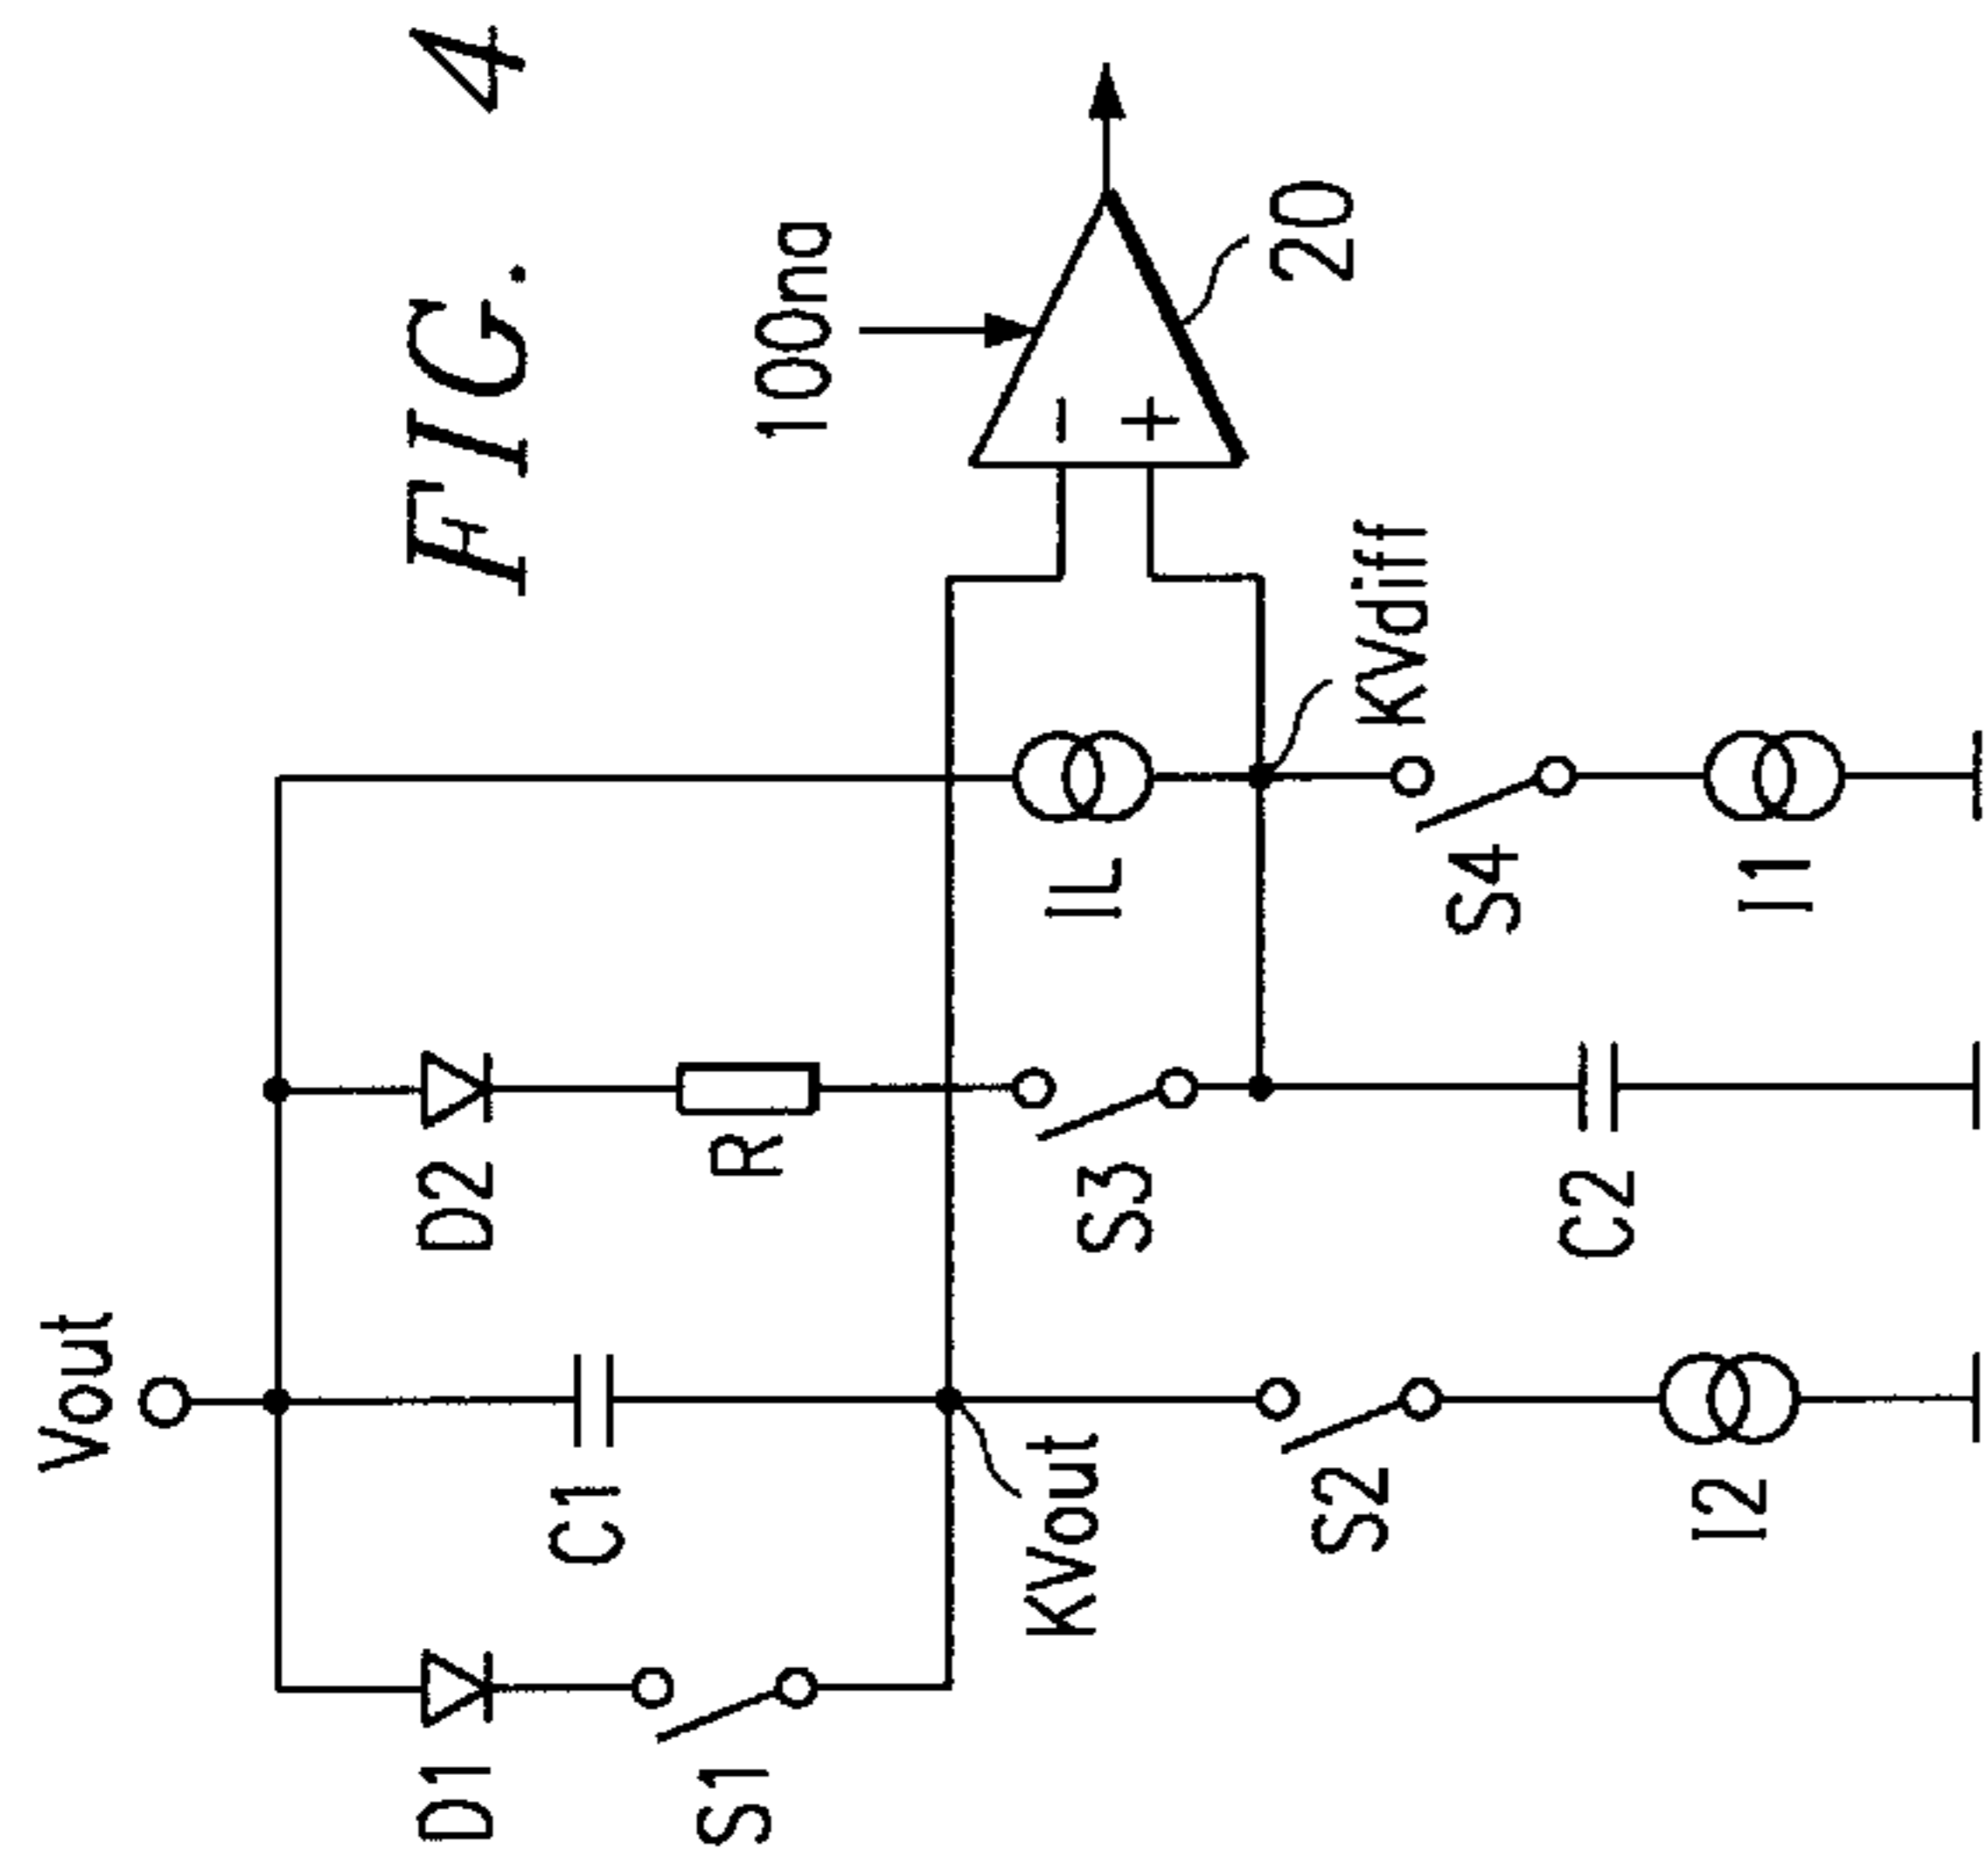 FIG. 4
Vout
D1
C1
D2
S1
R
100na
KVout
S3
IL
20
KVdiff
S2
C2
S4
I2
I1
−
+